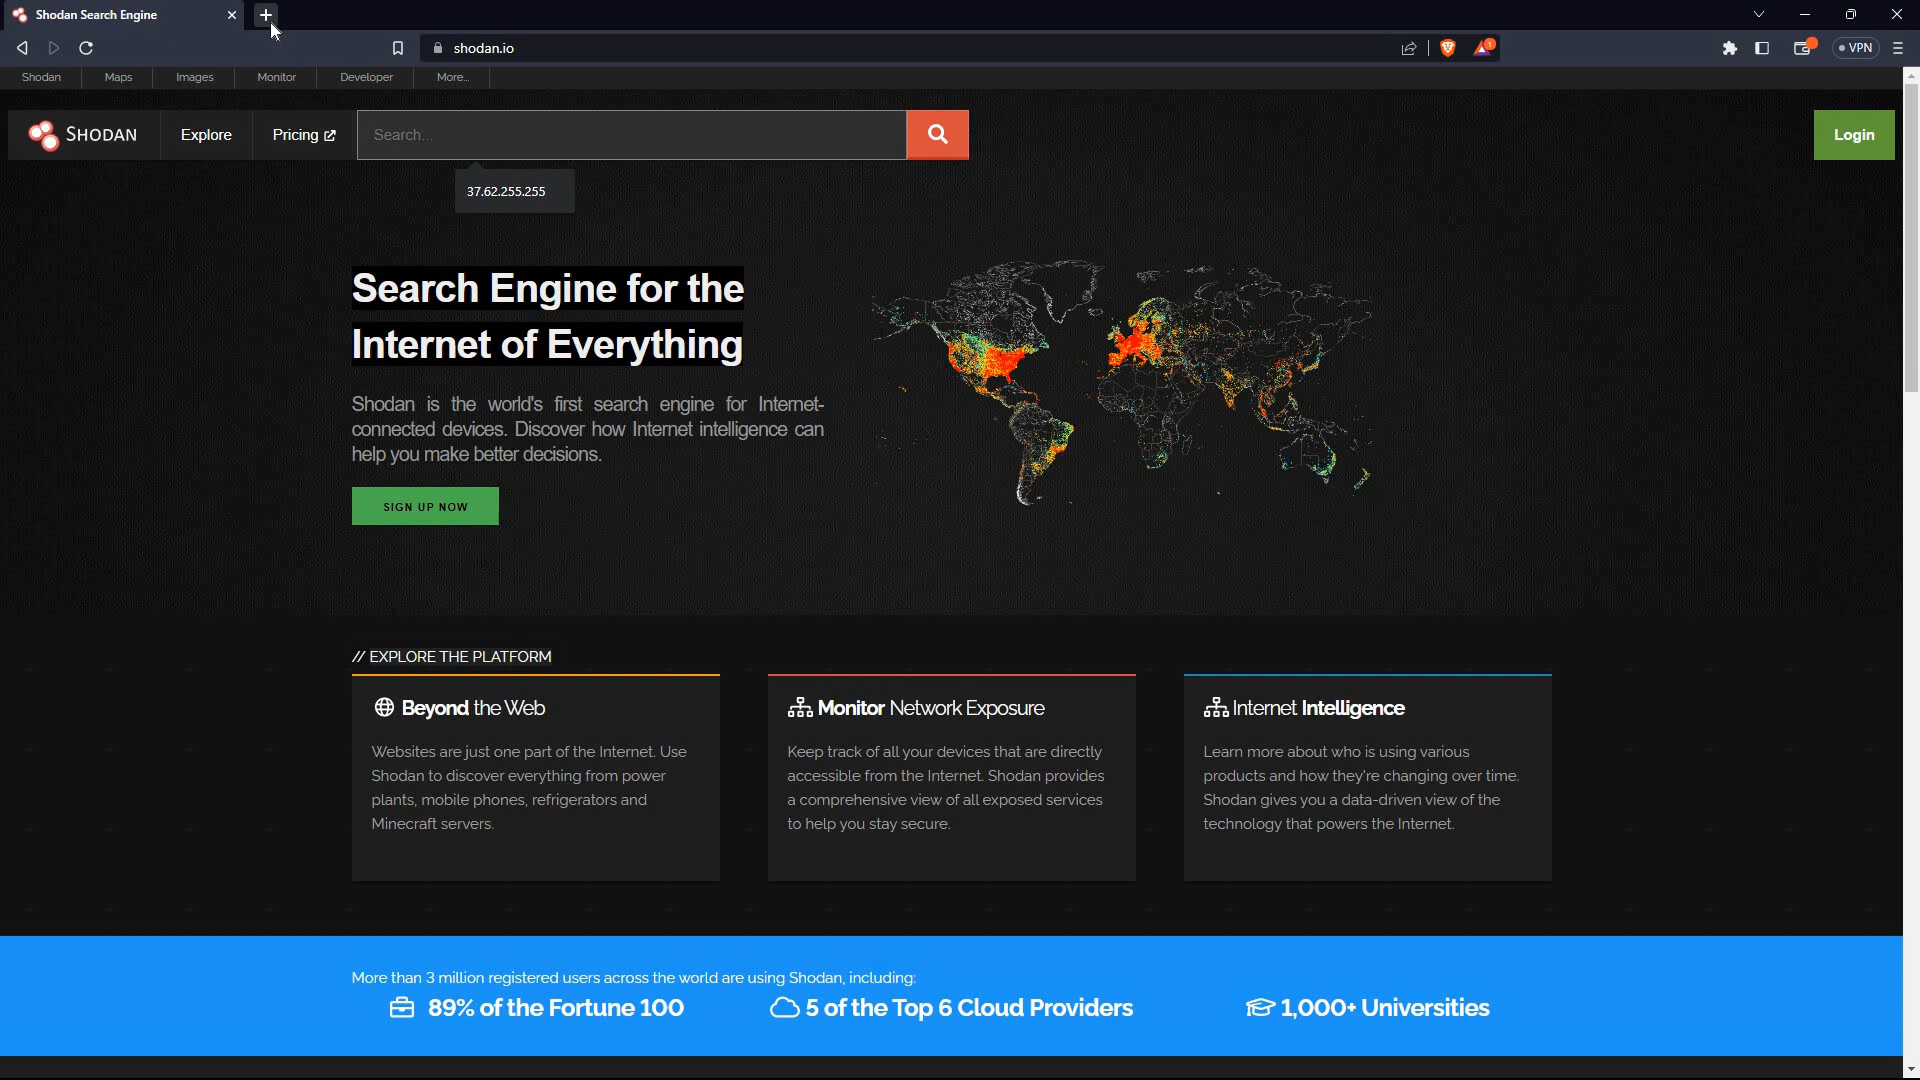 Shodan Search Engine
shodan.io
1
VPN
Shodan
Maps
Images
Monitor
Developer
More...
SHODAN
Explore
Pricing
Search...
Login
37.62.255.255
Search Engine for the
Internet of Everything
Shodan is the world's first search engine for Internet-
connected devices. Discover how Internet intelligence can
help you make better decisions.
SIGN UP NOW
// EXPLORE THE PLATFORM
Beyond the Web
Websites are just one part of the Internet. Use
Shodan to discover everything from power
plants, mobile phones, refrigerators and
Minecraft servers.
Monitor Network Exposure
Keep track of all your devices that are directly
accessible from the Internet. Shodan provides
a comprehensive view of all exposed services
to help you stay secure.
Internet Intelligence
Learn more about who is using various
products and how they're changing over time.
Shodan gives you a data-driven view of the
technology that powers the Internet.
More than 3 million registered users across the world are using Shodan, including:
89% of the Fortune 100
5 of the Top 6 Cloud Providers
1,000+ Universities